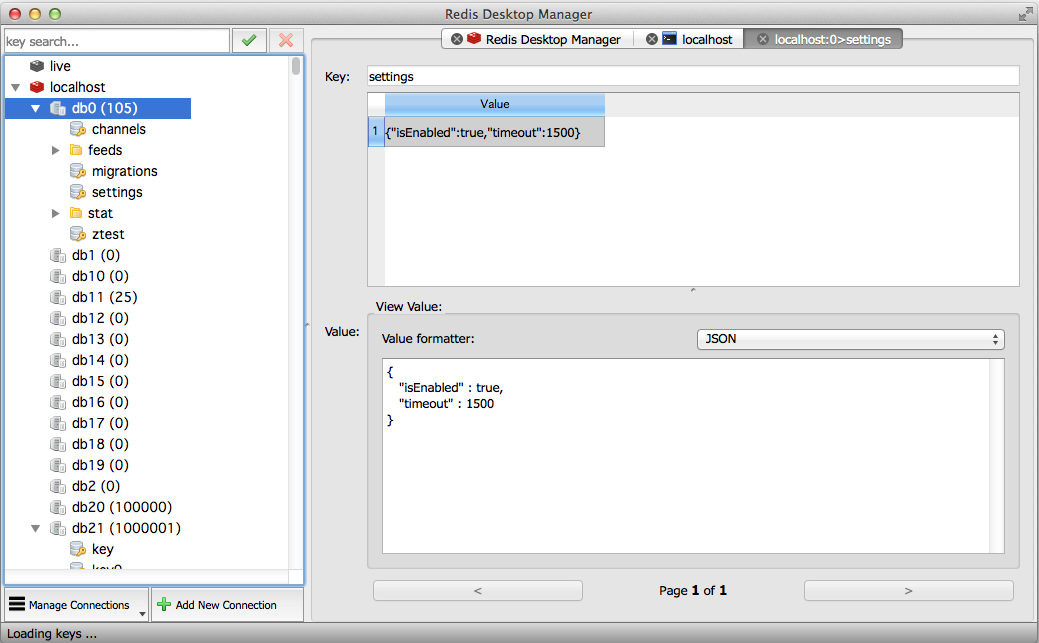 Redis Desktop Manager
key search...
live
localhost
db0 (105)
channels
feeds
migrations
settings
stat
ztest
db1 (0)
db10 (0)
db11 (25)
db12 (0)
db13 (0)
db14 (0)
db15 (0)
db16 (0)
db17 (0)
db18 (0)
db19 (0)
db2 (0)
db20 (100000)
db21 (1000001)
key
key0
Manage Connections
Add New Connection
Redis Desktop Manager
localhost
localhost:0>settings
Key:
settings
Value
1
{"isEnabled":true,"timeout":1500}
View Value:
Value:
Value formatter:
JSON
{
"isEnabled" : true,
"timeout" : 1500
}
<
Page 1 of 1
>
Loading keys ...